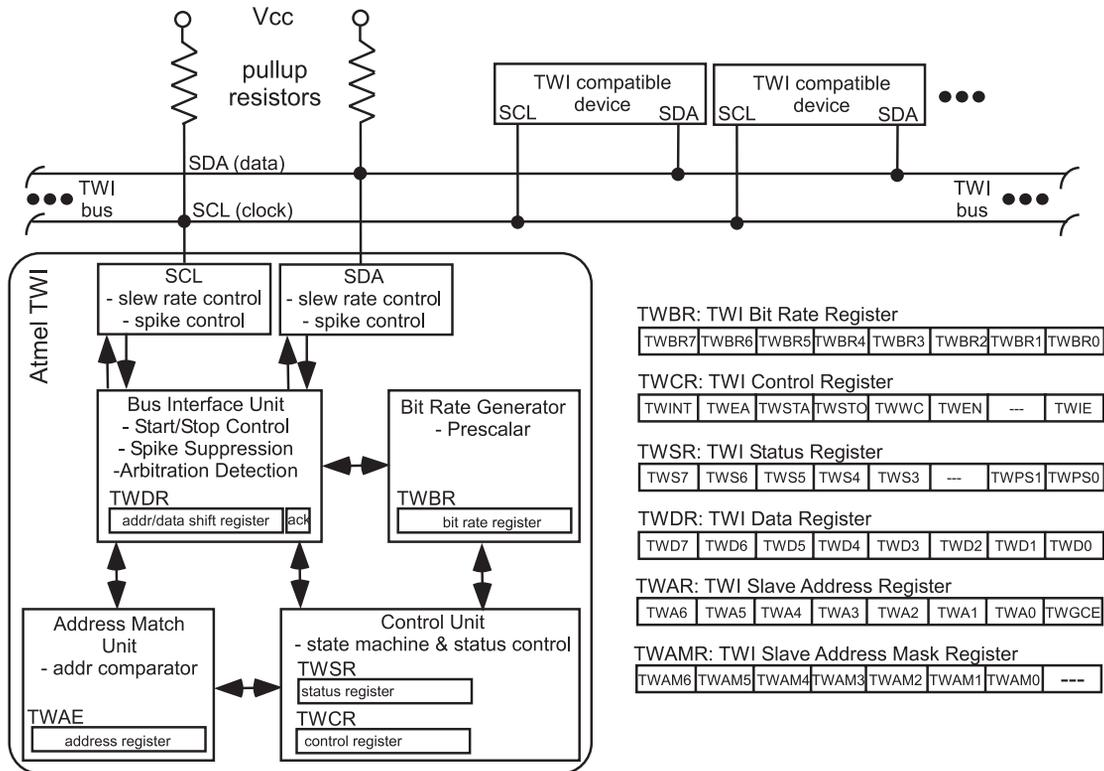 Vcc
pullup
resistors
TWI compatible
device
SCL SDA
TWI compatible
device
SCL SDA
SDA (data)
TWI
bus
SCL (clock)
TWI
bus
Atmel TWI
SCL
- slew rate control
- spike control
SDA
- slew rate control
- spike control
Bus Interface Unit
- Start/Stop Control
- Spike Suppression
-Arbitration Detection
TWDR
addr/data shift register ack
Bit Rate Generator
- Prescalar
TWBR
bit rate register
Address Match
Unit
- addr comparator
TWAE
address register
Control Unit
- state machine & status control
TWSR
status register
TWCR
control register
TWBR: TWI Bit Rate Register
TWBR7 TWBR6 TWBR5 TWBR4 TWBR3 TWBR2 TWBR1 TWBR0
TWCR: TWI Control Register
TWINT TWEA TWSTA TWSTO TWWC TWEN --- TWIE
TWSR: TWI Status Register
TWS7 TWS6 TWS5 TWS4 TWS3 --- TWPS1 TWPS0
TWDR: TWI Data Register
TWD7 TWD6 TWD5 TWD4 TWD3 TWD2 TWD1 TWD0
TWAR: TWI Slave Address Register
TWA6 TWA5 TWA4 TWA3 TWA2 TWA1 TWA0 TWGCE
TWAMR: TWI Slave Address Mask Register
TWAM6 TWAM5 TWAM4 TWAM3 TWAM2 TWAM1 TWAM0 ---